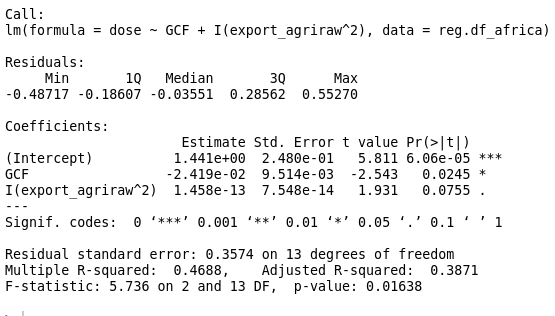 Call:
lm(formula = dose ~ GCF + I(export_agriraw^2), data = reg.df_africa)
Residuals:
     Min       1Q   Median       3Q      Max
-0.48717 -0.18607 -0.03551  0.28562  0.55270
Coefficients:
                      Estimate Std. Error t value Pr(>|t|)
(Intercept)          1.441e+00  2.480e-01   5.811 6.06e-05 ***
GCF                 -2.419e-02  9.514e-03  -2.543   0.0245 *
I(export_agriraw^2)  1.458e-13  7.548e-14   1.931   0.0755 .
---
Signif. codes:  0 ‘***’ 0.001 ‘**’ 0.01 ‘*’ 0.05 ‘.’ 0.1 ‘ ’ 1
Residual standard error: 0.3574 on 13 degrees of freedom
Multiple R-squared:  0.4688,	Adjusted R-squared:  0.3871
F-statistic: 5.736 on 2 and 13 DF,  p-value: 0.01638